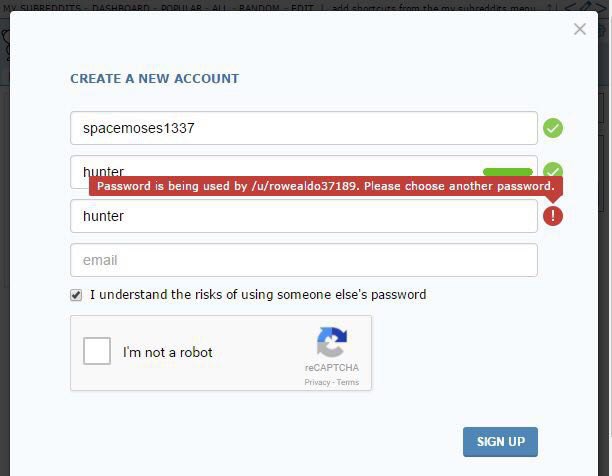 MY SUBREDDITS - DASHBOARD - POPULAR - ALL - RANDOM - EDIT | add shortcuts from the my subreddits menu
CREATE A NEW ACCOUNT
spacemoses1337
hunter
Password is being used by /u/rowealdo37189. Please choose another password.
hunter
email
I understand the risks of using someone else's password
I'm not a robot
reCAPTCHA
Privacy - Terms
SIGN UP